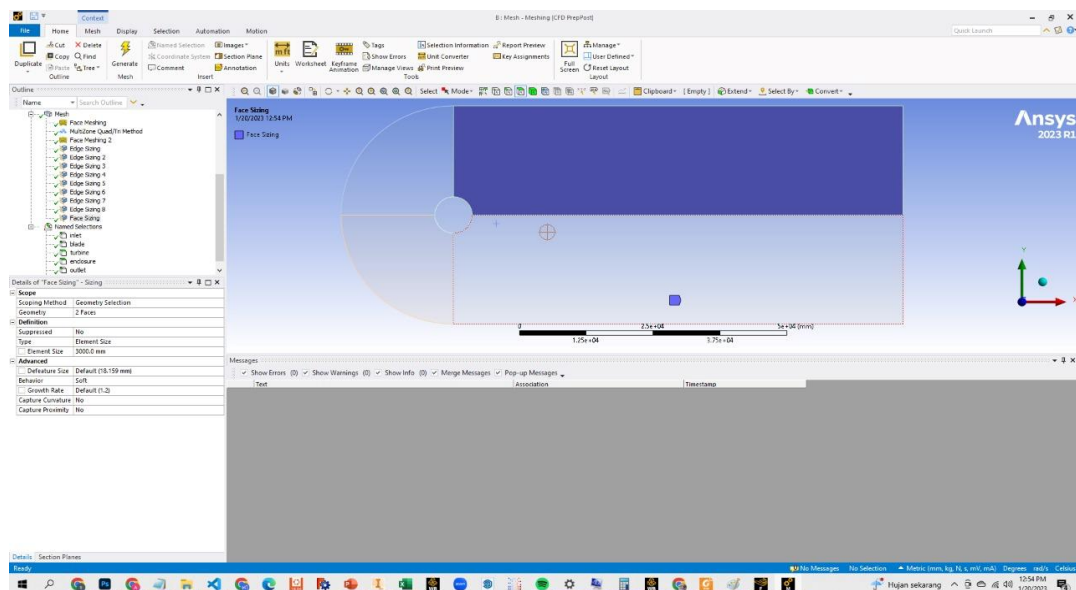 Context
B : Mesh - Meshing [CFD PrepPost]
File Home Mesh Display Selection Automation Motion
Quick Launch
Duplicate
Cut
Copy
Paste
Delete
Find
Tree
Outline
Generate
Mesh
Named Selection
Coordinate System
Comment
Images
Section Plane
Annotation
Insert
Units
Worksheet
Keyframe
Animation
Tags
Show Errors
Manage Views
Selection Information
Unit Converter
Print Preview
Report Preview
Key Assignments
Tools
Full
Screen
Manage
User Defined
Reset Layout
Layout
Outline
Name
Search Outline
Select Mode Clipboard [Empty] Extend Select By Convert
Mesh
Face Meshing
MultiZone Quad/Tri Method
Face Meshing 2
Edge Sizing
Edge Sizing 2
Edge Sizing 3
Edge Sizing 4
Edge Sizing 5
Edge Sizing 6
Edge Sizing 7
Edge Sizing 8
Face Sizing
Named Selections
inlet
blade
turbine
enclosure
outlet
Face Sizing
1/20/2023 12:54 PM
Face Sizing
Ansys
2023 R1
Y
0 2.5e+04 5e+04 (mm)
1.25e+04 3.75e+04
Details of "Face Sizing" - Sizing
Scope
Scoping Method Geometry Selection
Geometry 2 Faces
Definition
Suppressed No
Type Element Size
Element Size 3000.0 mm
Advanced
Defeature Size Default (18.159 mm)
Behavior Soft
Growth Rate Default (1.2)
Capture Curvature No
Capture Proximity No
Messages
Show Errors (0) Show Warnings (0) Show Info (0) Merge Messages Pop-up Messages
Text Association Timestamp
Details Section Planes
Ready
No Messages No Selection Metric (mm, kg, N, s, mV, mA) Degrees rad/s Celsius
Hujan sekarang
12:54 PM
1/20/2023